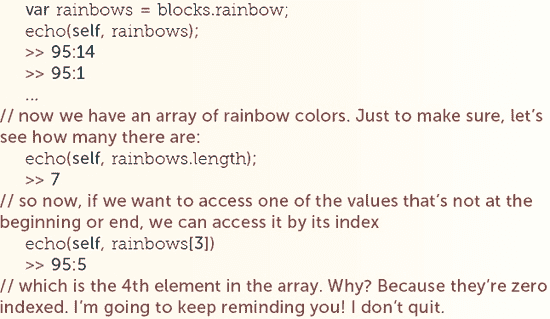 var rainbows = blocks.rainbow;
echo(self, rainbows);
>> 95:14
>> 95:1
...
// now we have an array of rainbow colors. Just to make sure, let's
see how many there are:
echo(self, rainbows.length);
>> 7
// so now, if we want to access one of the values that's not at the
beginning or end, we can access it by its index
echo(self, rainbows[3])
>> 95:5
// which is the 4th element in the array. Why? Because they're zero
indexed. I'm going to keep reminding you! I don't quit.